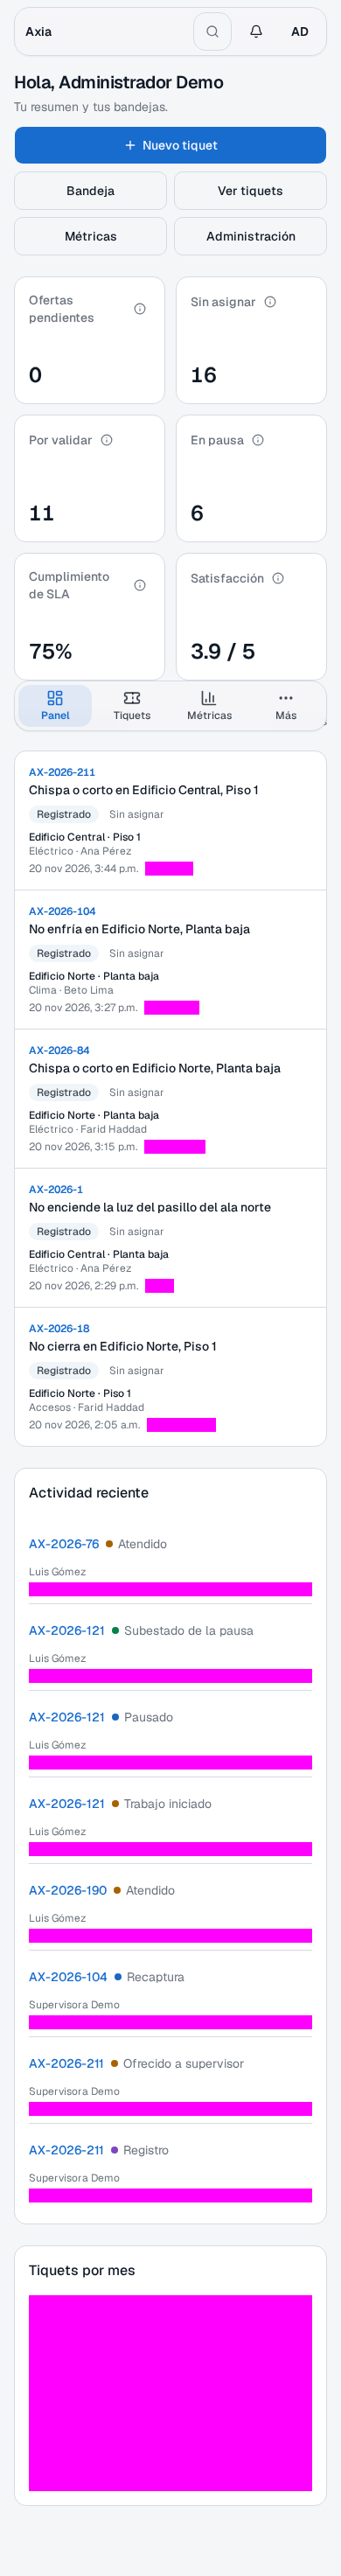 Axia
AD
Hola, Administrador Demo
Tu resumen y tus bandejas.
Nuevo tiquet
Bandeja
Ver tiquets
Métricas
Administración
Ofertas pendientes
0
Sin asignar
16
Por validar
11
En pausa
6
Cumplimiento de SLA
75%
Satisfacción
3.9 / 5
Panel
Tiquets
Métricas
Más
AX-2026-211
Chispa o corto en Edificio Central, Piso 1
Registrado Sin asignar
Edificio Central · Piso 1
Eléctrico · Ana Pérez
20 nov 2026, 3:44 p.m.
AX-2026-104
No enfría en Edificio Norte, Planta baja
Registrado Sin asignar
Edificio Norte · Planta baja
Clima · Beto Lima
20 nov 2026, 3:27 p.m.
AX-2026-84
Chispa o corto en Edificio Norte, Planta baja
Registrado Sin asignar
Edificio Norte · Planta baja
Eléctrico · Farid Haddad
20 nov 2026, 3:15 p.m.
AX-2026-1
No enciende la luz del pasillo del ala norte
Registrado Sin asignar
Edificio Central · Planta baja
Eléctrico · Ana Pérez
20 nov 2026, 2:29 p.m.
AX-2026-18
No cierra en Edificio Norte, Piso 1
Registrado Sin asignar
Edificio Norte · Piso 1
Accesos · Farid Haddad
20 nov 2026, 2:05 a.m.
Actividad reciente
AX-2026-76 Atendido
Luis Gómez
AX-2026-121 Subestado de la pausa
Luis Gómez
AX-2026-121 Pausado
Luis Gómez
AX-2026-121 Trabajo iniciado
Luis Gómez
AX-2026-190 Atendido
Luis Gómez
AX-2026-104 Recaptura
Supervisora Demo
AX-2026-211 Ofrecido a supervisor
Supervisora Demo
AX-2026-211 Registro
Supervisora Demo
Tiquets por mes